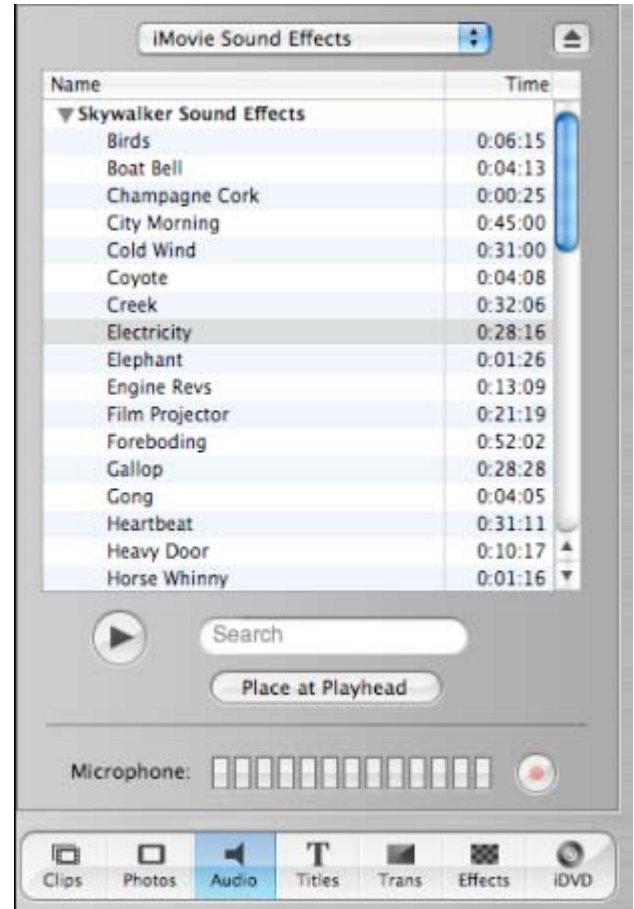 iMovie Sound Effects
Name Time
Skywalker Sound Effects
Birds 0:06:15
Boat Bell 0:04:13
Champagne Cork 0:00:25
City Morning 0:45:00
Cold Wind 0:31:00
Coyote 0:04:08
Creek 0:32:06
Electricity 0:28:16
Elephant 0:01:26
Engine Revs 0:13:09
Film Projector 0:21:19
Foreboding 0:52:02
Gallop 0:28:28
Gong 0:04:05
Heartbeat 0:31:11
Heavy Door 0:10:17
Horse Whinny 0:01:16
Search
Place at Playhead
Microphone:
Clips Photos Audio Titles Trans Effects iDVD